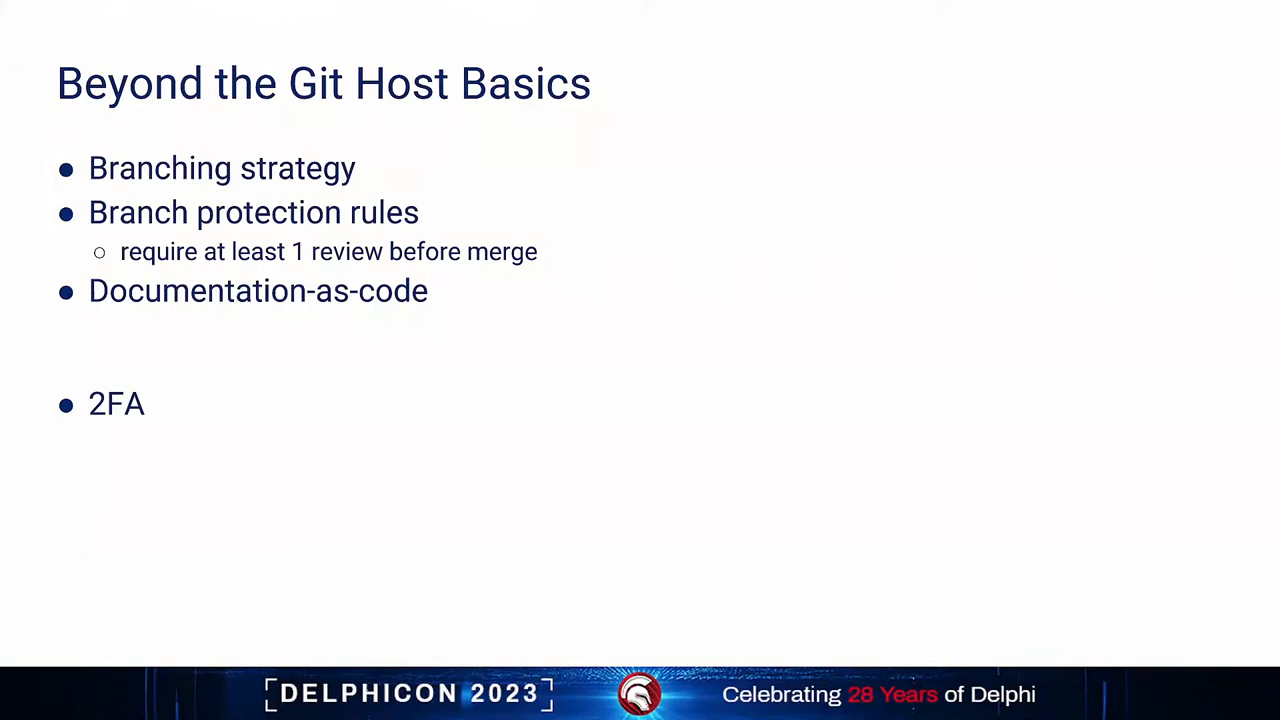 Beyond the Git Host Basics
● Branching strategy
● Branch protection rules
○ require at least 1 review before merge
● Documentation-as-code
● 2FA
[DELPHICON 2023]
Celebrating 28 Years of Delphi